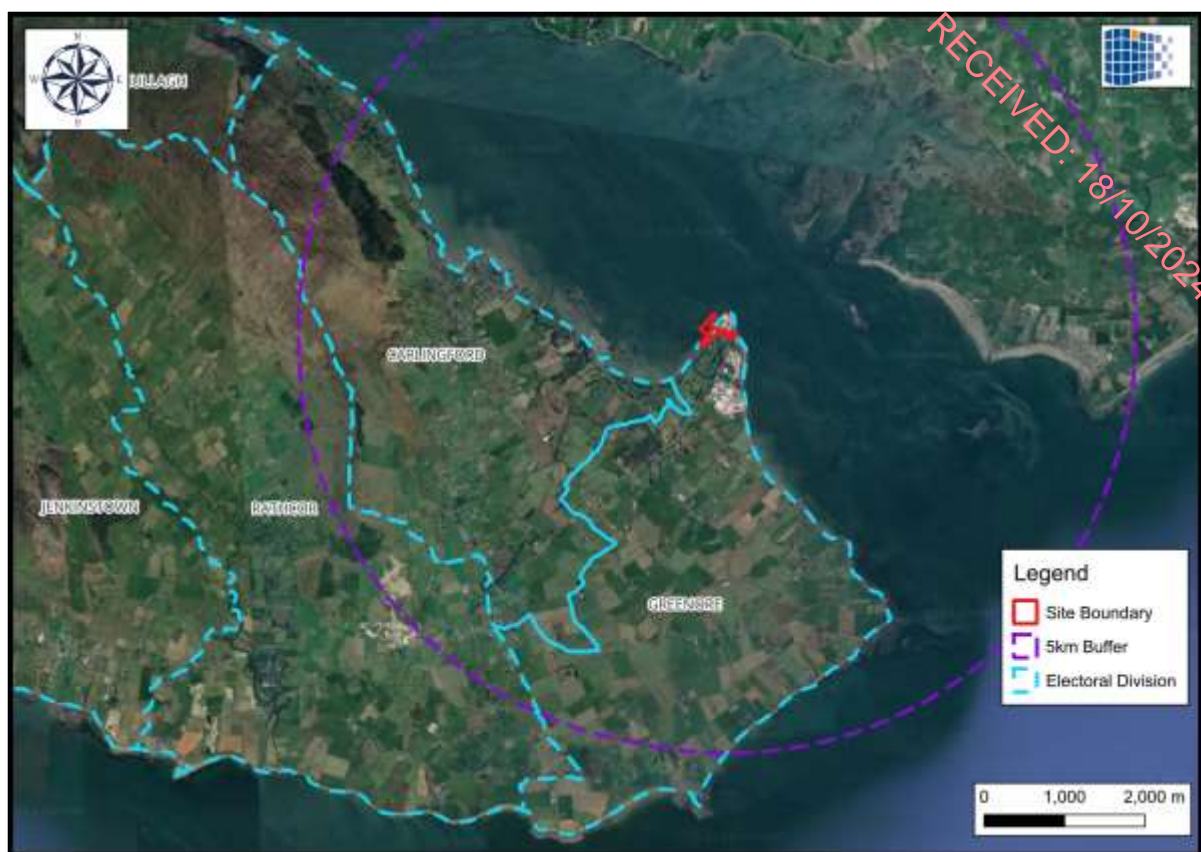 N
W
E
S
ULLAGH
RECEIVED: 18/10/2024
CARLINGFORD
JENKINSTOWN
RATHCOR
GREENORE
Legend
Site Boundary
5km Buffer
Electoral Division
0 1,000 2,000 m